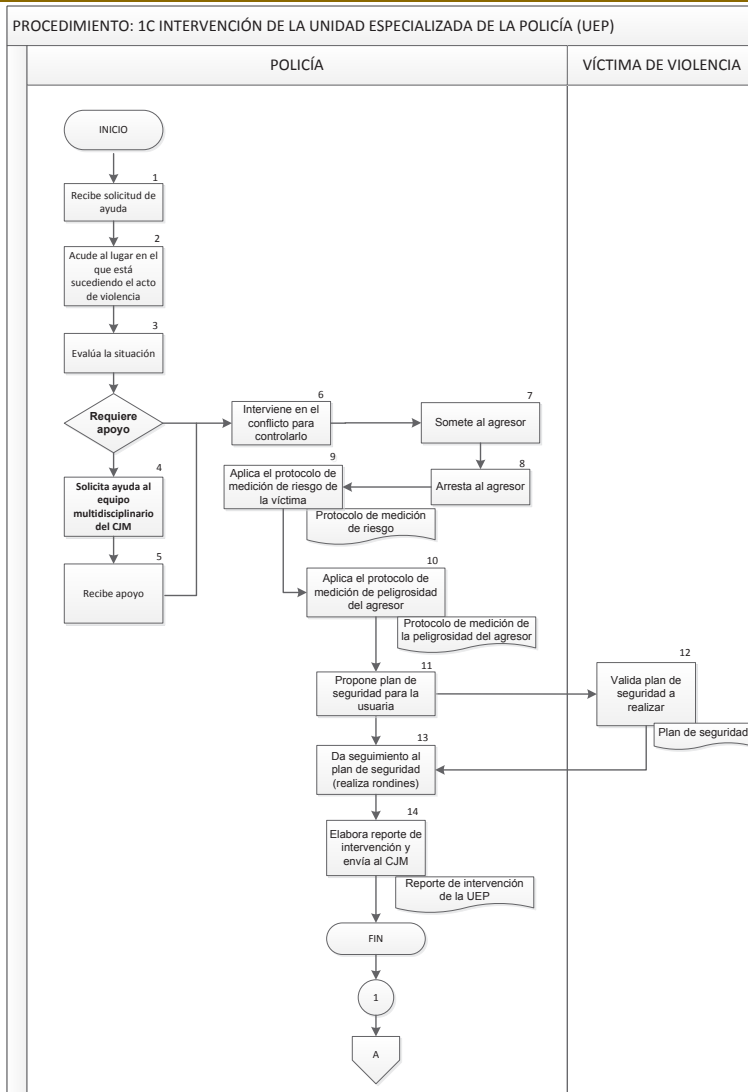 PROCEDIMIENTO: 1C INTERVENCIÓN DE LA UNIDAD ESPECIALIZADA DE LA POLICÍA (UEP)
POLICÍA
VÍCTIMA DE VIOLENCIA
INICIO
1
Recibe solicitud de
ayuda
2
Acude al lugar en el
que está
sucediendo el acto
de violencia
3
Evalúa la situación
Requiere
apoyo
4
Solicita ayuda al
equipo
multidisciplinario
del CJM
5
Recibe apoyo
6
Interviene en el
conflicto para
controlarlo
7
Somete al agresor
8
Arresta al agresor
9
Aplica el protocolo de
medición de riesgo de
la víctima
Protocolo de medición
de riesgo
10
Aplica el protocolo de
medición de peligrosidad
del agresor
Protocolo de medición de
la peligrosidad del agresor
11
Propone plan de
seguridad para la
usuaria
12
Valida plan de
seguridad a
realizar
Plan de seguridad
13
Da seguimiento al
plan de seguridad
(realiza rondines)
14
Elabora reporte de
intervención y
envía al CJM
Reporte de intervención
de la UEP
FIN
1
A